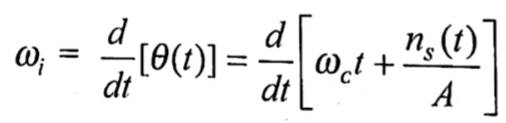 ωᵢ = d/dt [θ(t)] = d/dt [ω_c t + n_s(t)/A]